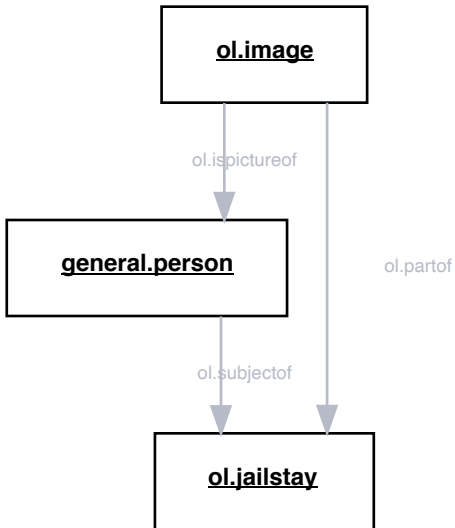 ol.image
ol.ispictureof
general.person
ol.partof
ol.subjectof
ol.jailstay